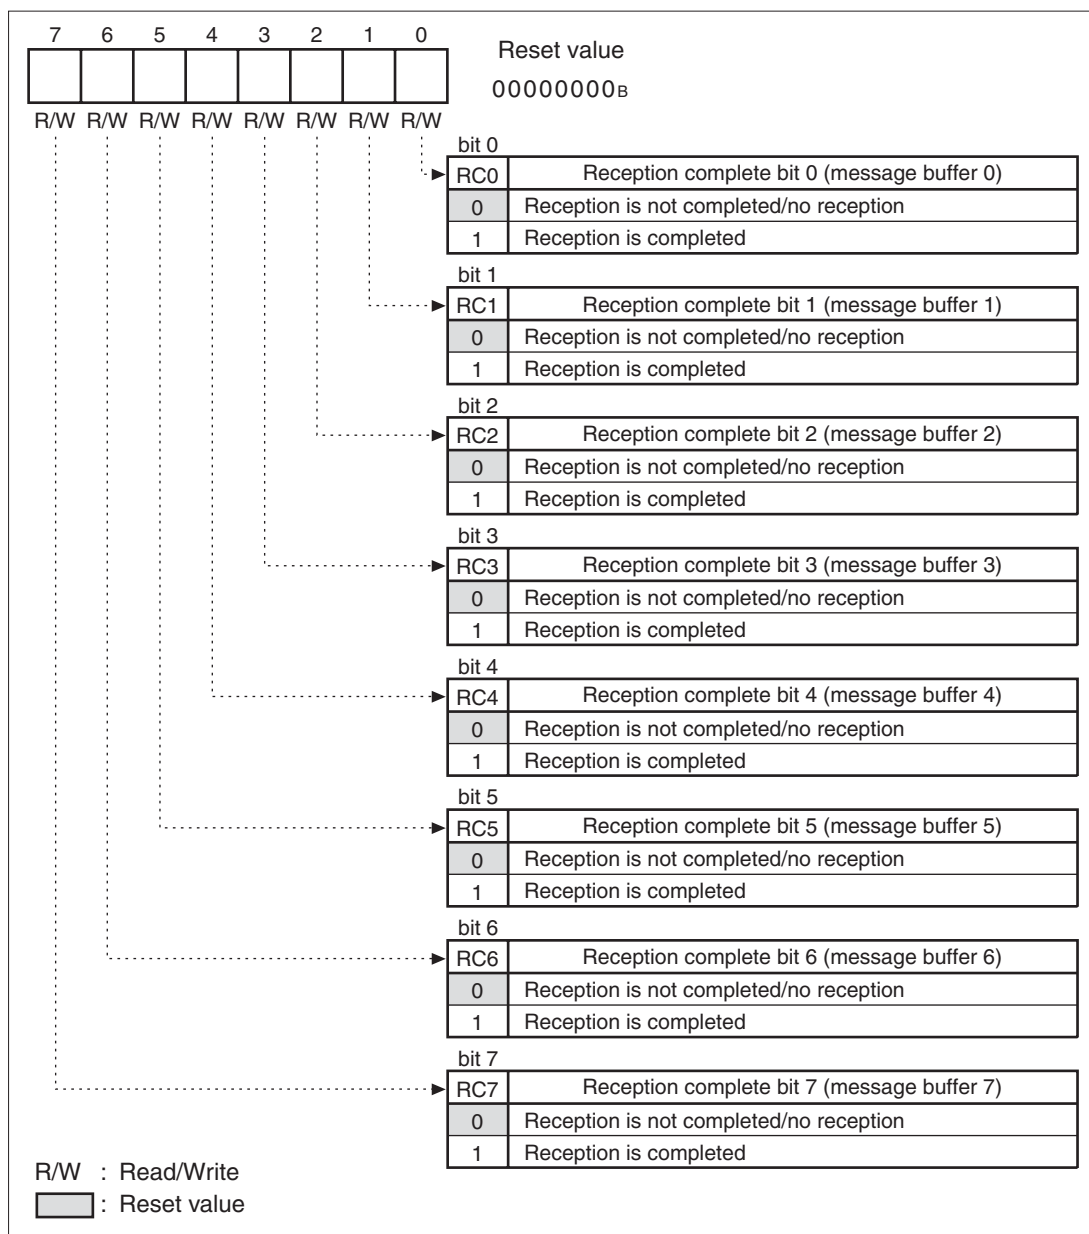 7 6 5 4 3 2 1 0
Reset value
00000000B
R/W R/W R/W R/W R/W R/W R/W R/W
bit 0
RC0 Reception complete bit 0 (message buffer 0)
0 Reception is not completed/no reception
1 Reception is completed
bit 1
RC1 Reception complete bit 1 (message buffer 1)
0 Reception is not completed/no reception
1 Reception is completed
bit 2
RC2 Reception complete bit 2 (message buffer 2)
0 Reception is not completed/no reception
1 Reception is completed
bit 3
RC3 Reception complete bit 3 (message buffer 3)
0 Reception is not completed/no reception
1 Reception is completed
bit 4
RC4 Reception complete bit 4 (message buffer 4)
0 Reception is not completed/no reception
1 Reception is completed
bit 5
RC5 Reception complete bit 5 (message buffer 5)
0 Reception is not completed/no reception
1 Reception is completed
bit 6
RC6 Reception complete bit 6 (message buffer 6)
0 Reception is not completed/no reception
1 Reception is completed
bit 7
RC7 Reception complete bit 7 (message buffer 7)
0 Reception is not completed/no reception
1 Reception is completed
R/W : Read/Write
: Reset value